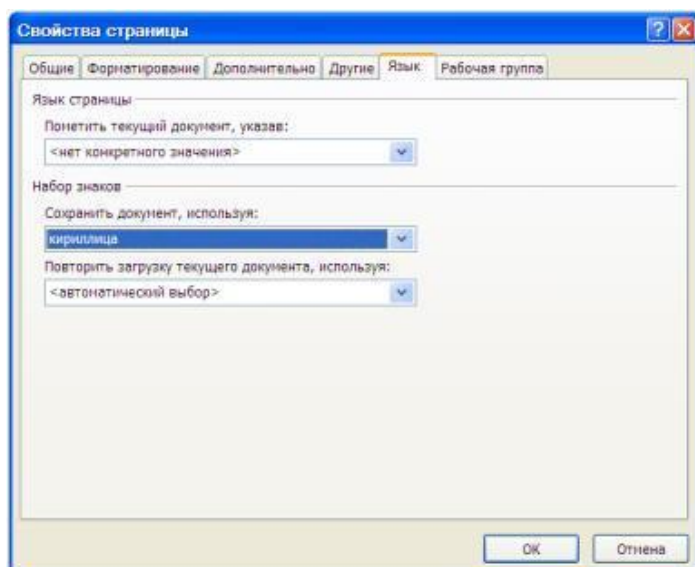 Свойства страницы
Общие Форматирование Дополнительно Другие Язык Рабочая группа
Язык страницы
Пометить текущий документ, указав:
<нет конкретного значения>
Набор знаков
Сохранить документ, используя:
кириллица
Повторить загрузку текущего документа, используя:
<автоматический выбор>
ОК Отмена